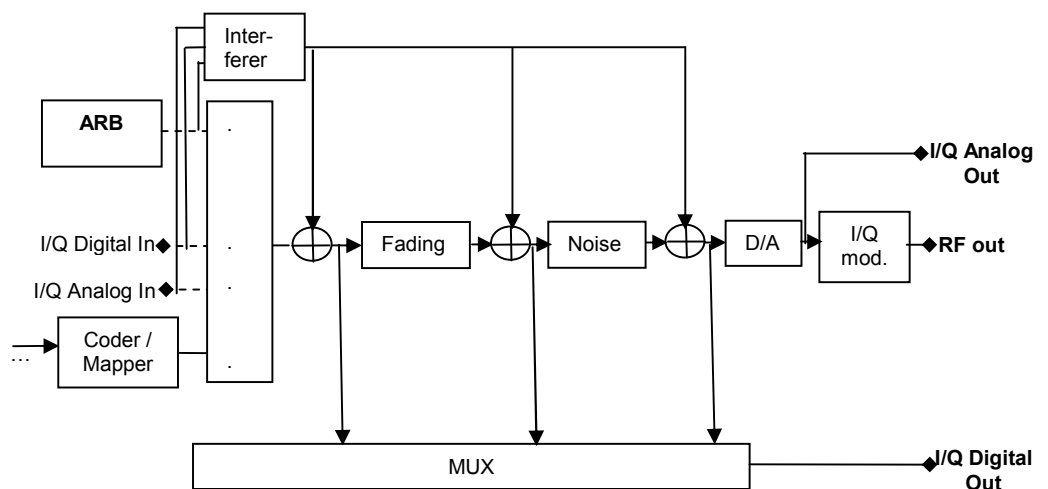 Inter-
ferer
ARB
I/Q Analog
Out
I/Q Digital In
Fading
Noise
D/A
I/Q
mod.
RF out
I/Q Analog In
Coder /
Mapper
...
MUX
I/Q Digital
Out